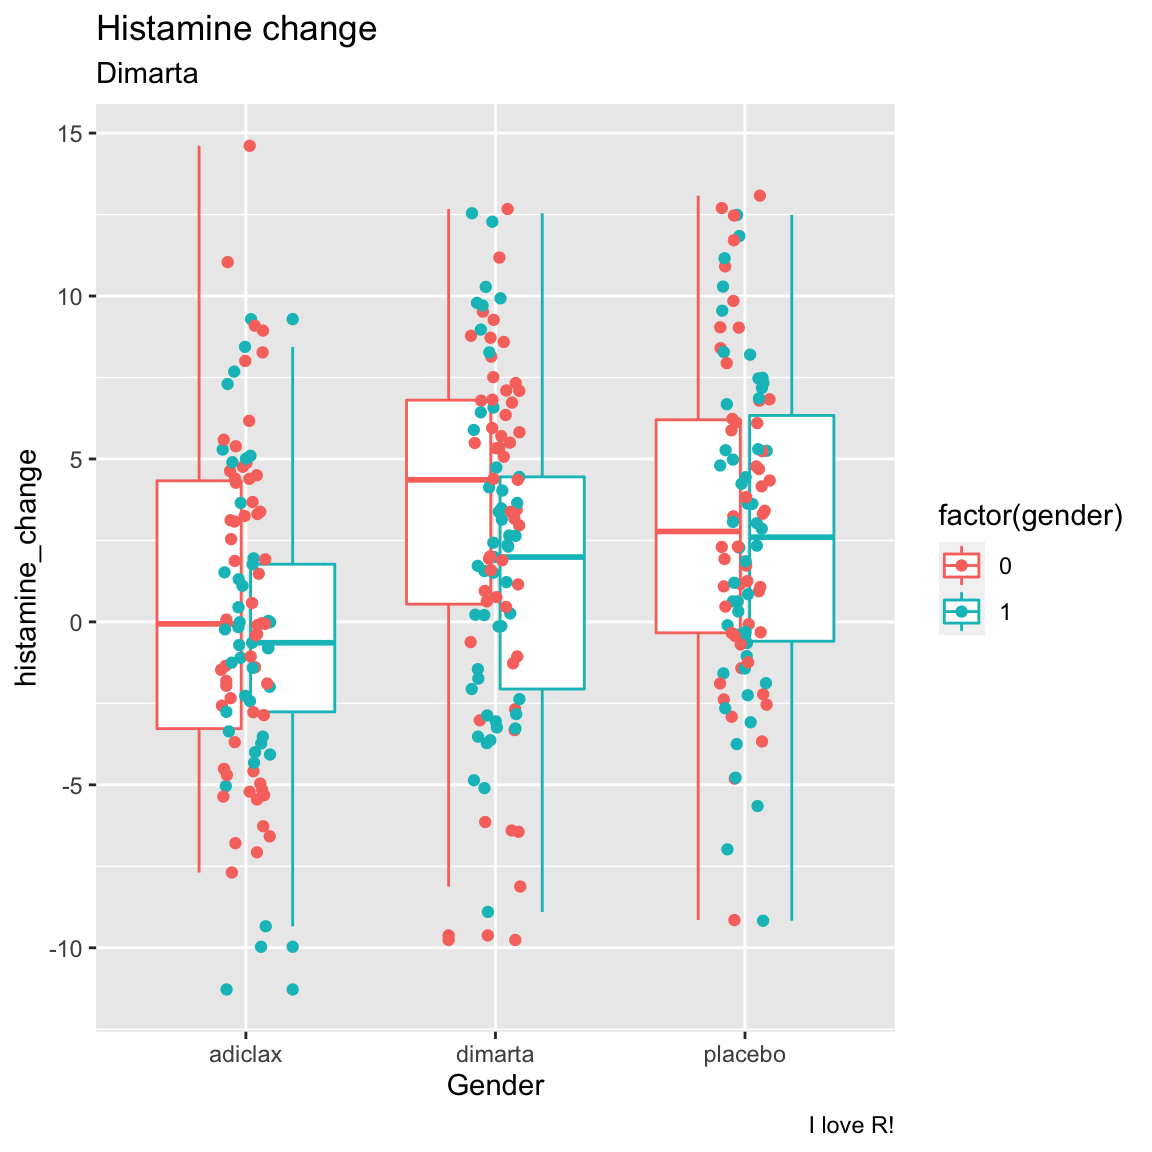 Histamine change
Dimarta
histamine_change
15
10
5
0
-5
-10
adiclax dimarta placebo
Gender
factor(gender)
0
1
I love R!